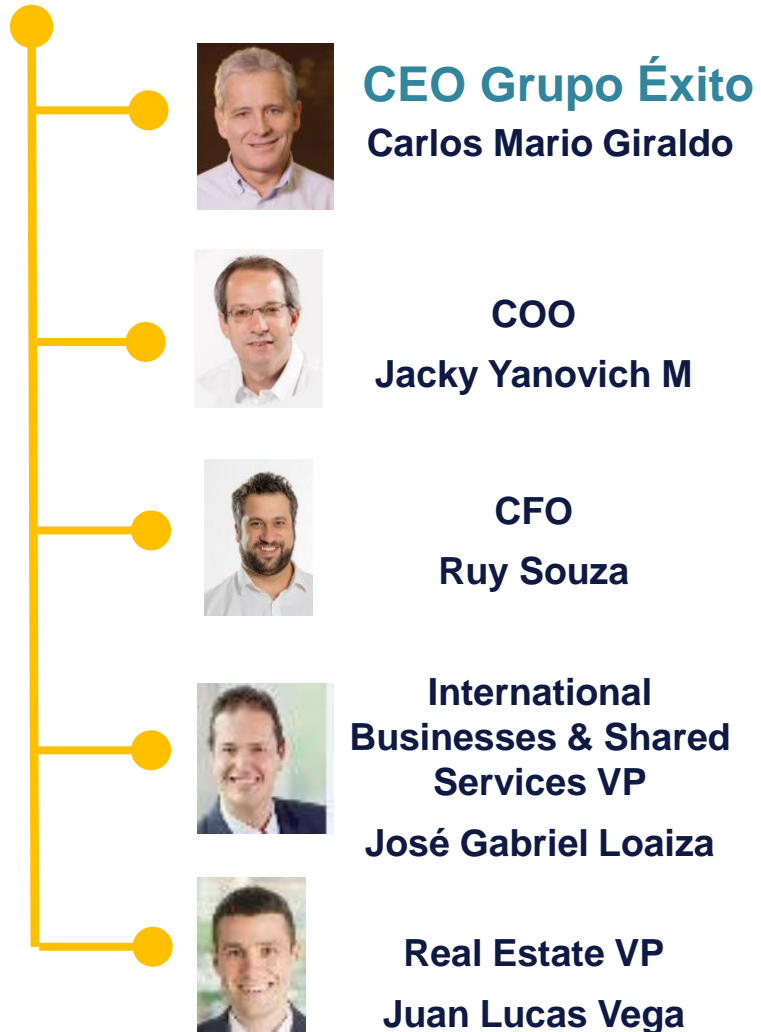 CEO Grupo Éxito
Carlos Mario Giraldo
COO
Jacky Yanovich M
CFO
Ruy Souza
International
Businesses & Shared
Services VP
José Gabriel Loaiza
Real Estate VP
Juan Lucas Vega